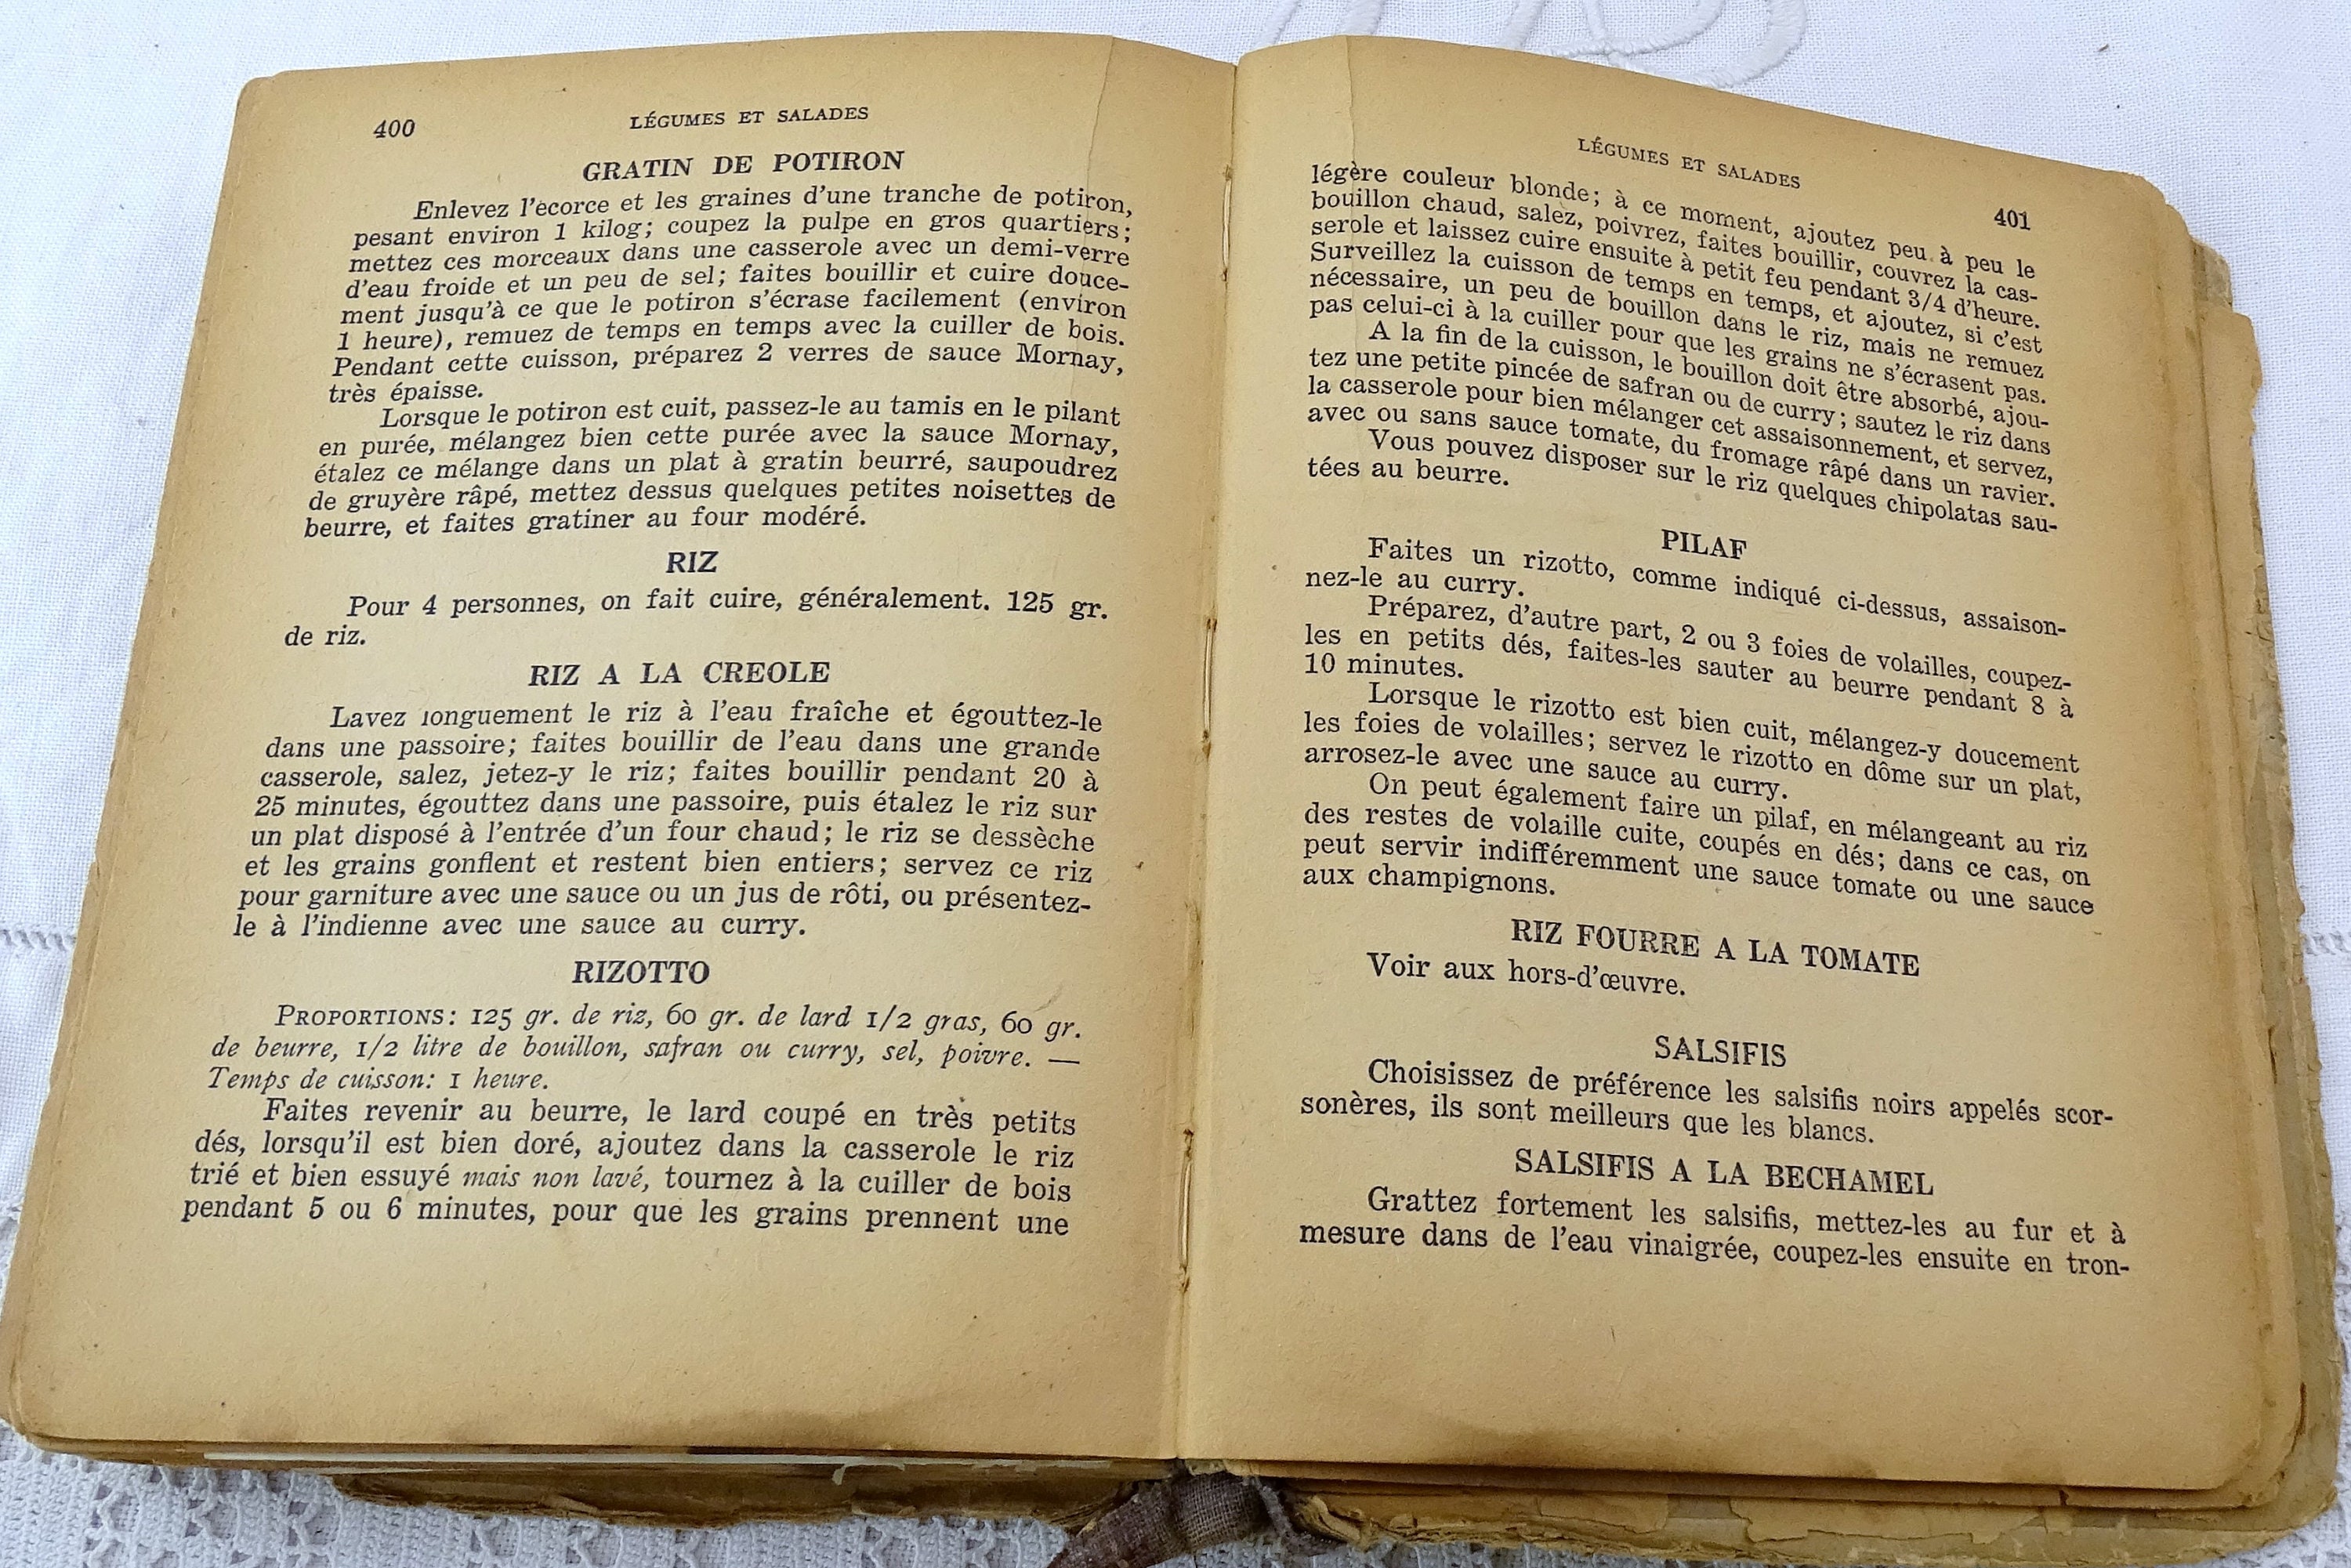 400
LÉGUMES ET SALADES
GRATIN DE POTIRON
Enlevez l'écorce et les graines d'une tranche de potiron,
pesant environ 1 kilog; coupez la pulpe en gros quartiers;
mettez ces morceaux dans une casserole avec un demi-verre
d'eau froide et un peu de sel; faites bouillir et cuire douce-
ment jusqu'à ce que le potiron s'écrase facilement (environ
1 heure), remuez de temps en temps avec la cuiller de bois.
Pendant cette cuisson, préparez 2 verres de sauce Mornay,
très épaisse.
Lorsque le potiron est cuit, passez-le au tamis en le pilant
en purée, mélangez bien cette purée avec la sauce Mornay,
étalez ce mélange dans un plat à gratin beurré, saupoudrez
de gruyère râpé, mettez dessus quelques petites noisettes de
beurre, et faites gratiner au four modéré.
RIZ
Pour 4 personnes, on fait cuire, généralement. 125 gr.
de riz.
RIZ A LA CREOLE
Lavez longuement le riz à l'eau fraîche et égouttez-le
dans une passoire; faites bouillir de l'eau dans une grande
casserole, salez, jetez-y le riz; faites bouillir pendant 20 à
25 minutes, égouttez dans une passoire, puis étalez le riz sur
un plat disposé à l'entrée d'un four chaud; le riz se dessèche
et les grains gonflent et restent bien entiers; servez ce riz
pour garniture avec une sauce ou un jus de rôti, ou présentez-
le à l'indienne avec une sauce au curry.
RIZOTTO
PROPORTIONS: 125 gr. de riz, 60 gr. de lard 1/2 gras, 60 gr.
de beurre, 1/2 litre de bouillon, safran ou curry, sel, poivre. —
Temps de cuisson: 1 heure.
Faites revenir au beurre, le lard coupé en très petits
dés, lorsqu'il est bien doré, ajoutez dans la casserole le riz
trié et bien essuyé mais non lavé, tournez à la cuiller de bois
pendant 5 ou 6 minutes, pour que les grains prennent une
LÉGUMES ET SALADES
401
légère couleur blonde; à ce moment, ajoutez peu à peu le
bouillon chaud, salez, poivrez, faites bouillir, couvrez la cas-
serole et laissez cuire ensuite à petit feu pendant 3/4 d'heure.
Surveillez la cuisson de temps en temps, et ajoutez, si c'est
nécessaire, un peu de bouillon dans le riz, mais ne remuez
pas celui-ci à la cuiller pour que les grains ne s'écrasent pas.
A la fin de la cuisson, le bouillon doit être absorbé, ajou-
tez une petite pincée de safran ou de curry; sautez le riz dans
la casserole pour bien mélanger cet assaisonnement, et servez,
avec ou sans sauce tomate, du fromage râpé dans un ravier.
Vous pouvez disposer sur le riz quelques chipolatas sau-
tées au beurre.
PILAF
Faites un rizotto, comme indiqué ci-dessus, assaison-
nez-le au curry.
Préparez, d'autre part, 2 ou 3 foies de volailles, coupez-
les en petits dés, faites-les sauter au beurre pendant 8 à
10 minutes.
Lorsque le rizotto est bien cuit, mélangez-y doucement
les foies de volailles; servez le rizotto en dôme sur un plat,
arrosez-le avec une sauce au curry.
On peut également faire un pilaf, en mélangeant au riz
des restes de volaille cuite, coupés en dés; dans ce cas, on
peut servir indifféremment une sauce tomate ou une sauce
aux champignons.
RIZ FOURRE A LA TOMATE
Voir aux hors-d'œuvre.
SALSIFIS
Choisissez de préférence les salsifis noirs appelés scor-
sonères, ils sont meilleurs que les blancs.
SALSIFIS A LA BECHAMEL
Grattez fortement les salsifis, mettez-les au fur et à
mesure dans de l'eau vinaigrée, coupez-les ensuite en tron-